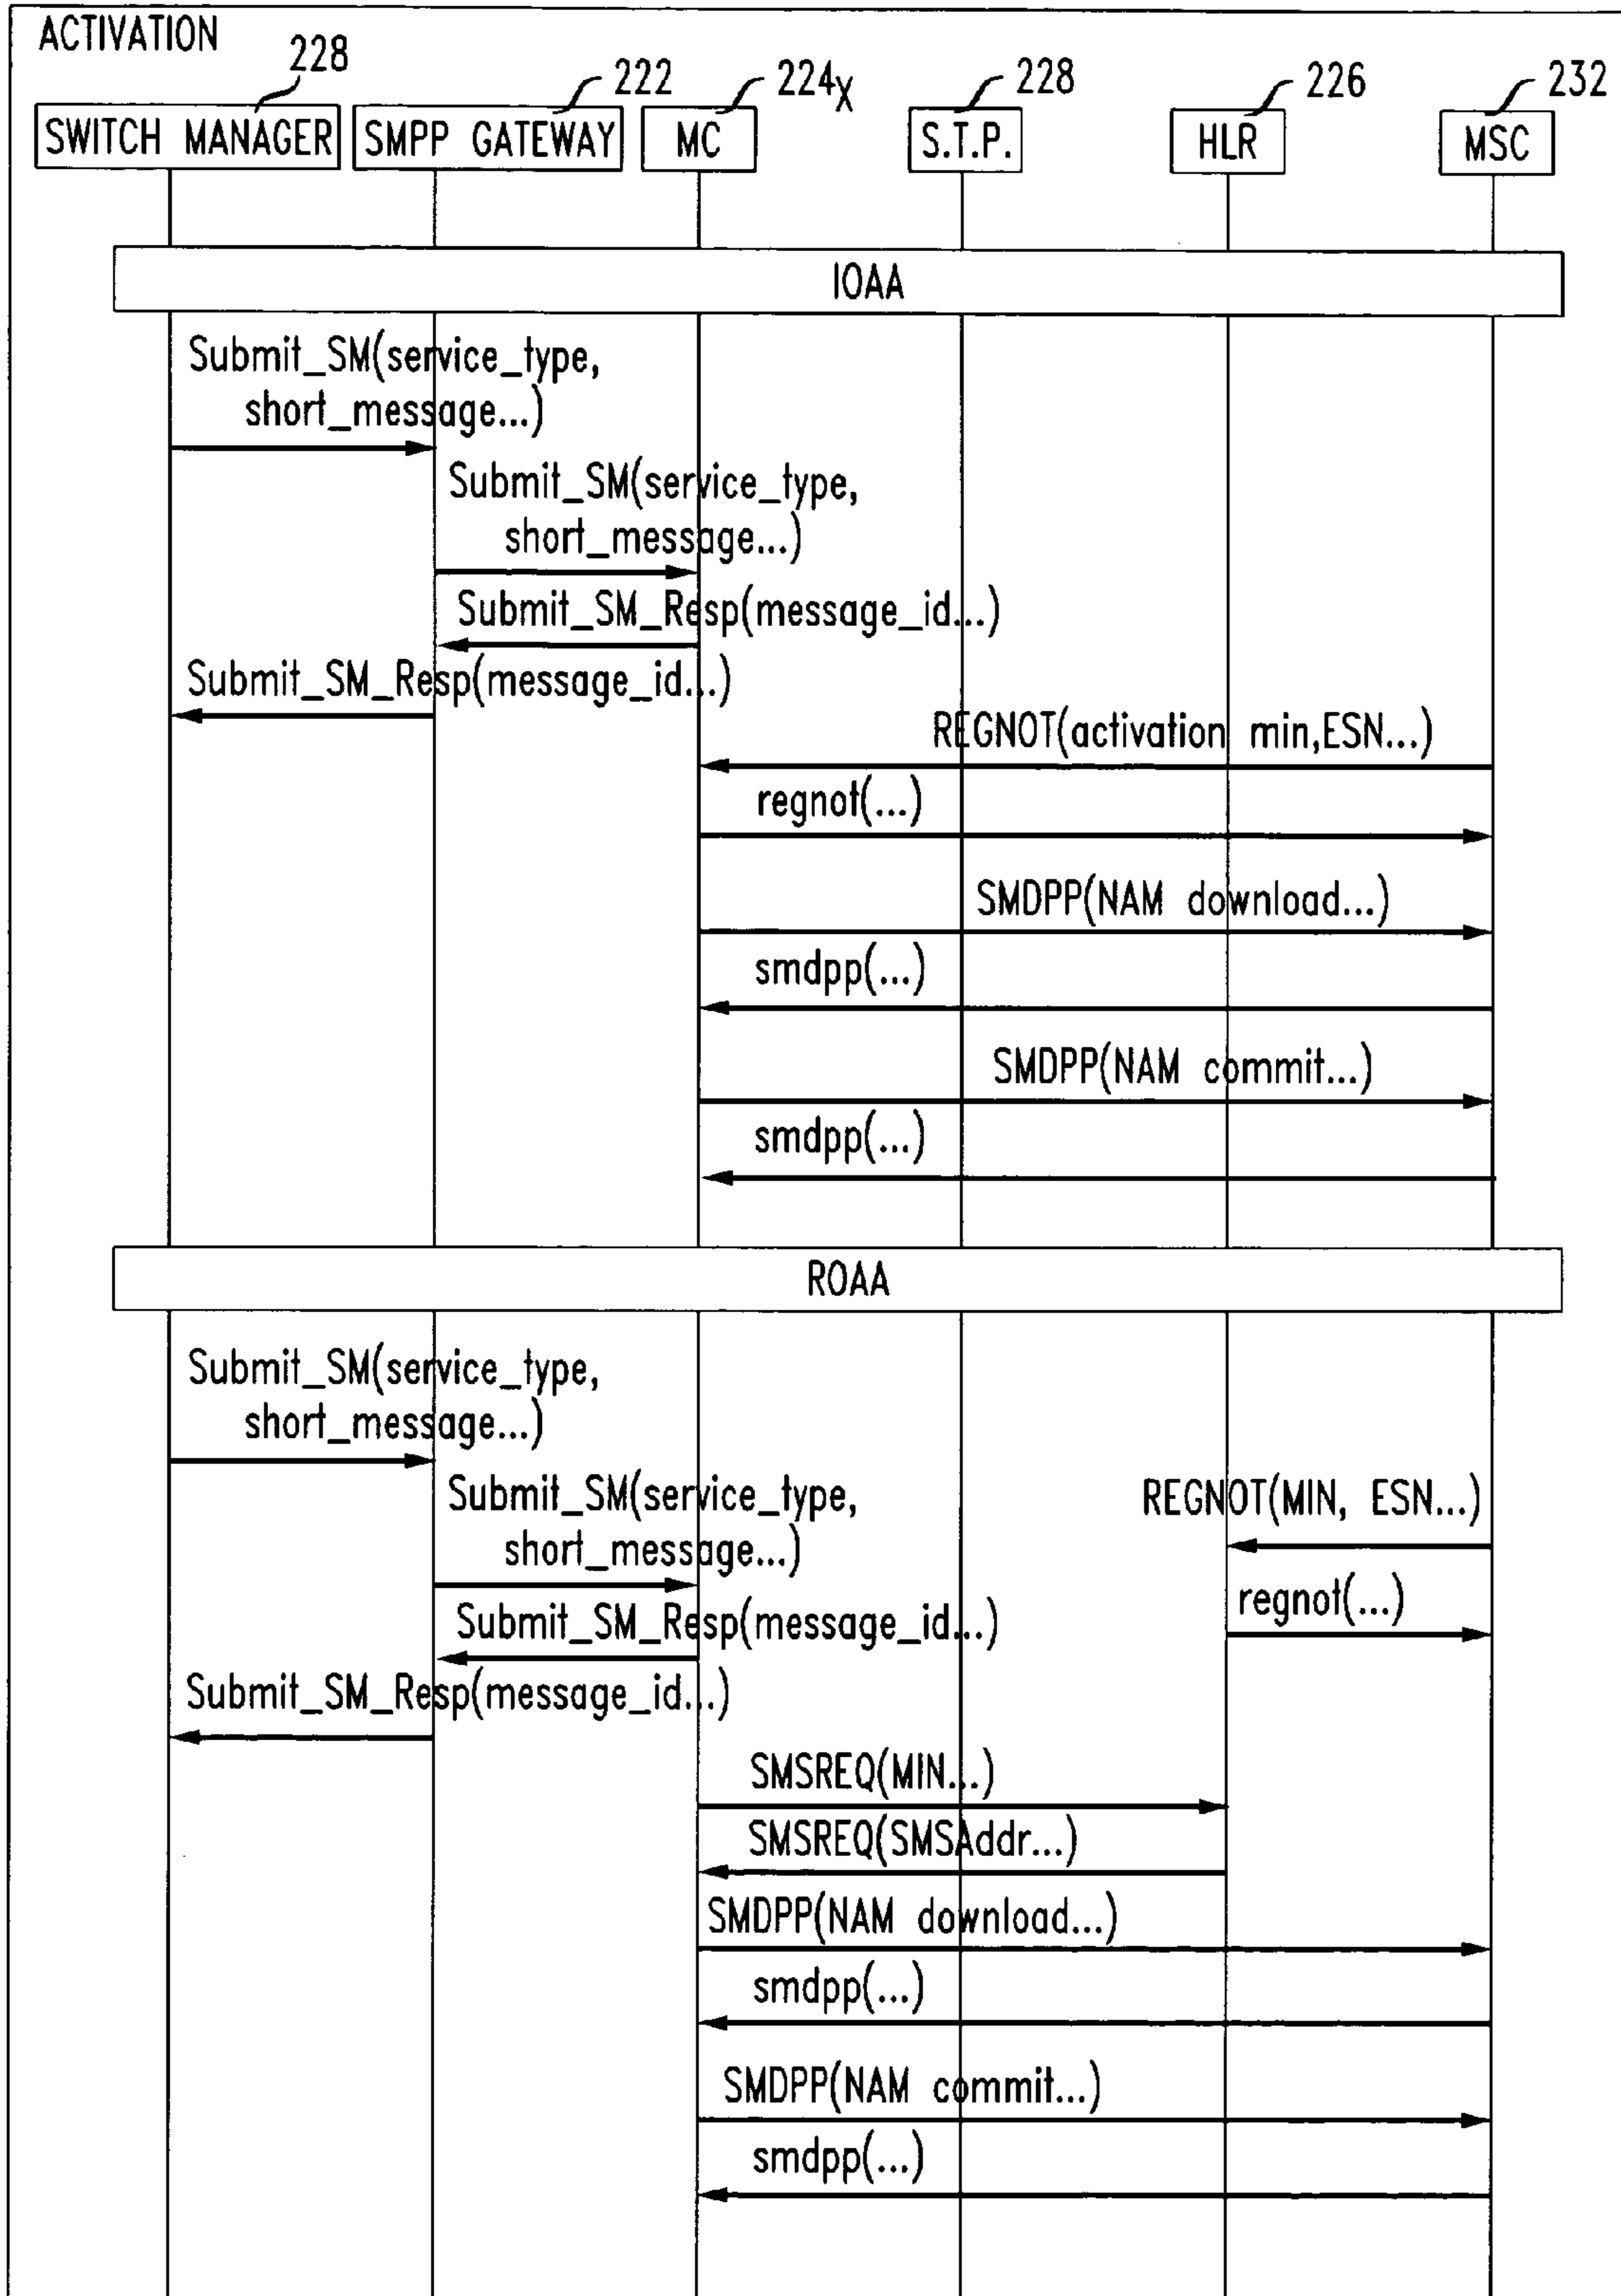 ACTIVATION
228
222
224X
228
226
232
SWITCH MANAGER
SMPP GATEWAY
MC
S.T.P.
HLR
MSC
IOAA
Submit_SM(service_type,
short_message...)
Submit_SM(service_type,
short_message...)
Submit_SM_Resp(message_id...)
Submit_SM_Resp(message_id...)
REGNOT(activation min,ESN...)
regnot(...)
SMDPP(NAM download...)
smdpp(...)
SMDPP(NAM commit...)
smdpp(...)
ROAA
Submit_SM(service_type,
short_message...)
Submit_SM(service_type,
short_message...)
REGNOT(MIN, ESN...)
regnot(...)
Submit_SM_Resp(message_id...)
Submit_SM_Resp(message_id...)
SMSREQ(MIN...)
SMSREQ(SMSAddr...)
SMDPP(NAM download...)
smdpp(...)
SMDPP(NAM commit...)
smdpp(...)